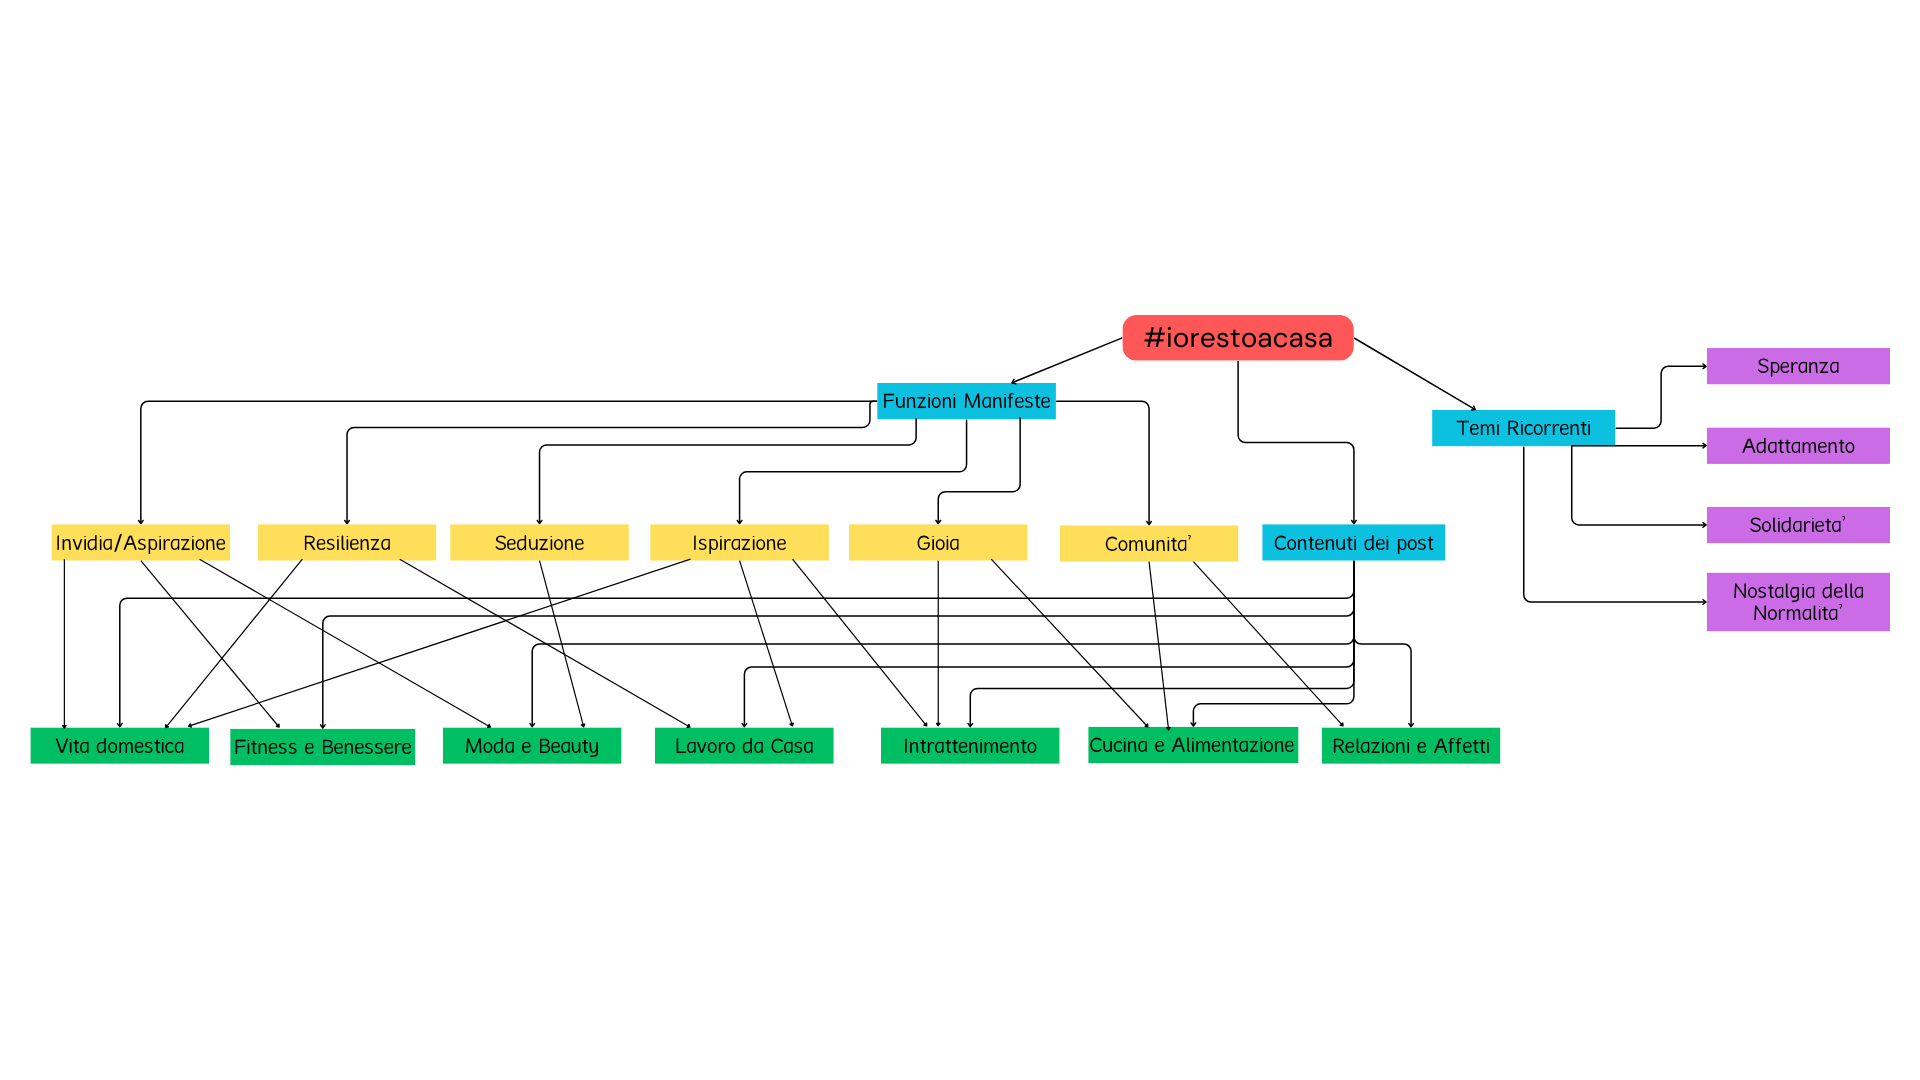 #iorestoacasa
Funzioni Manifeste
Temi Ricorrenti
Speranza
Adattamento
Solidarieta'
Nostalgia della
Normalita'
Invidia/Aspirazione
Resilienza
Seduzione
Ispirazione
Gioia
Comunita'
Contenuti dei post
Vita domestica
Fitness e Benessere
Moda e Beauty
Lavoro da Casa
Intrattenimento
Cucina e Alimentazione
Relazioni e Affetti